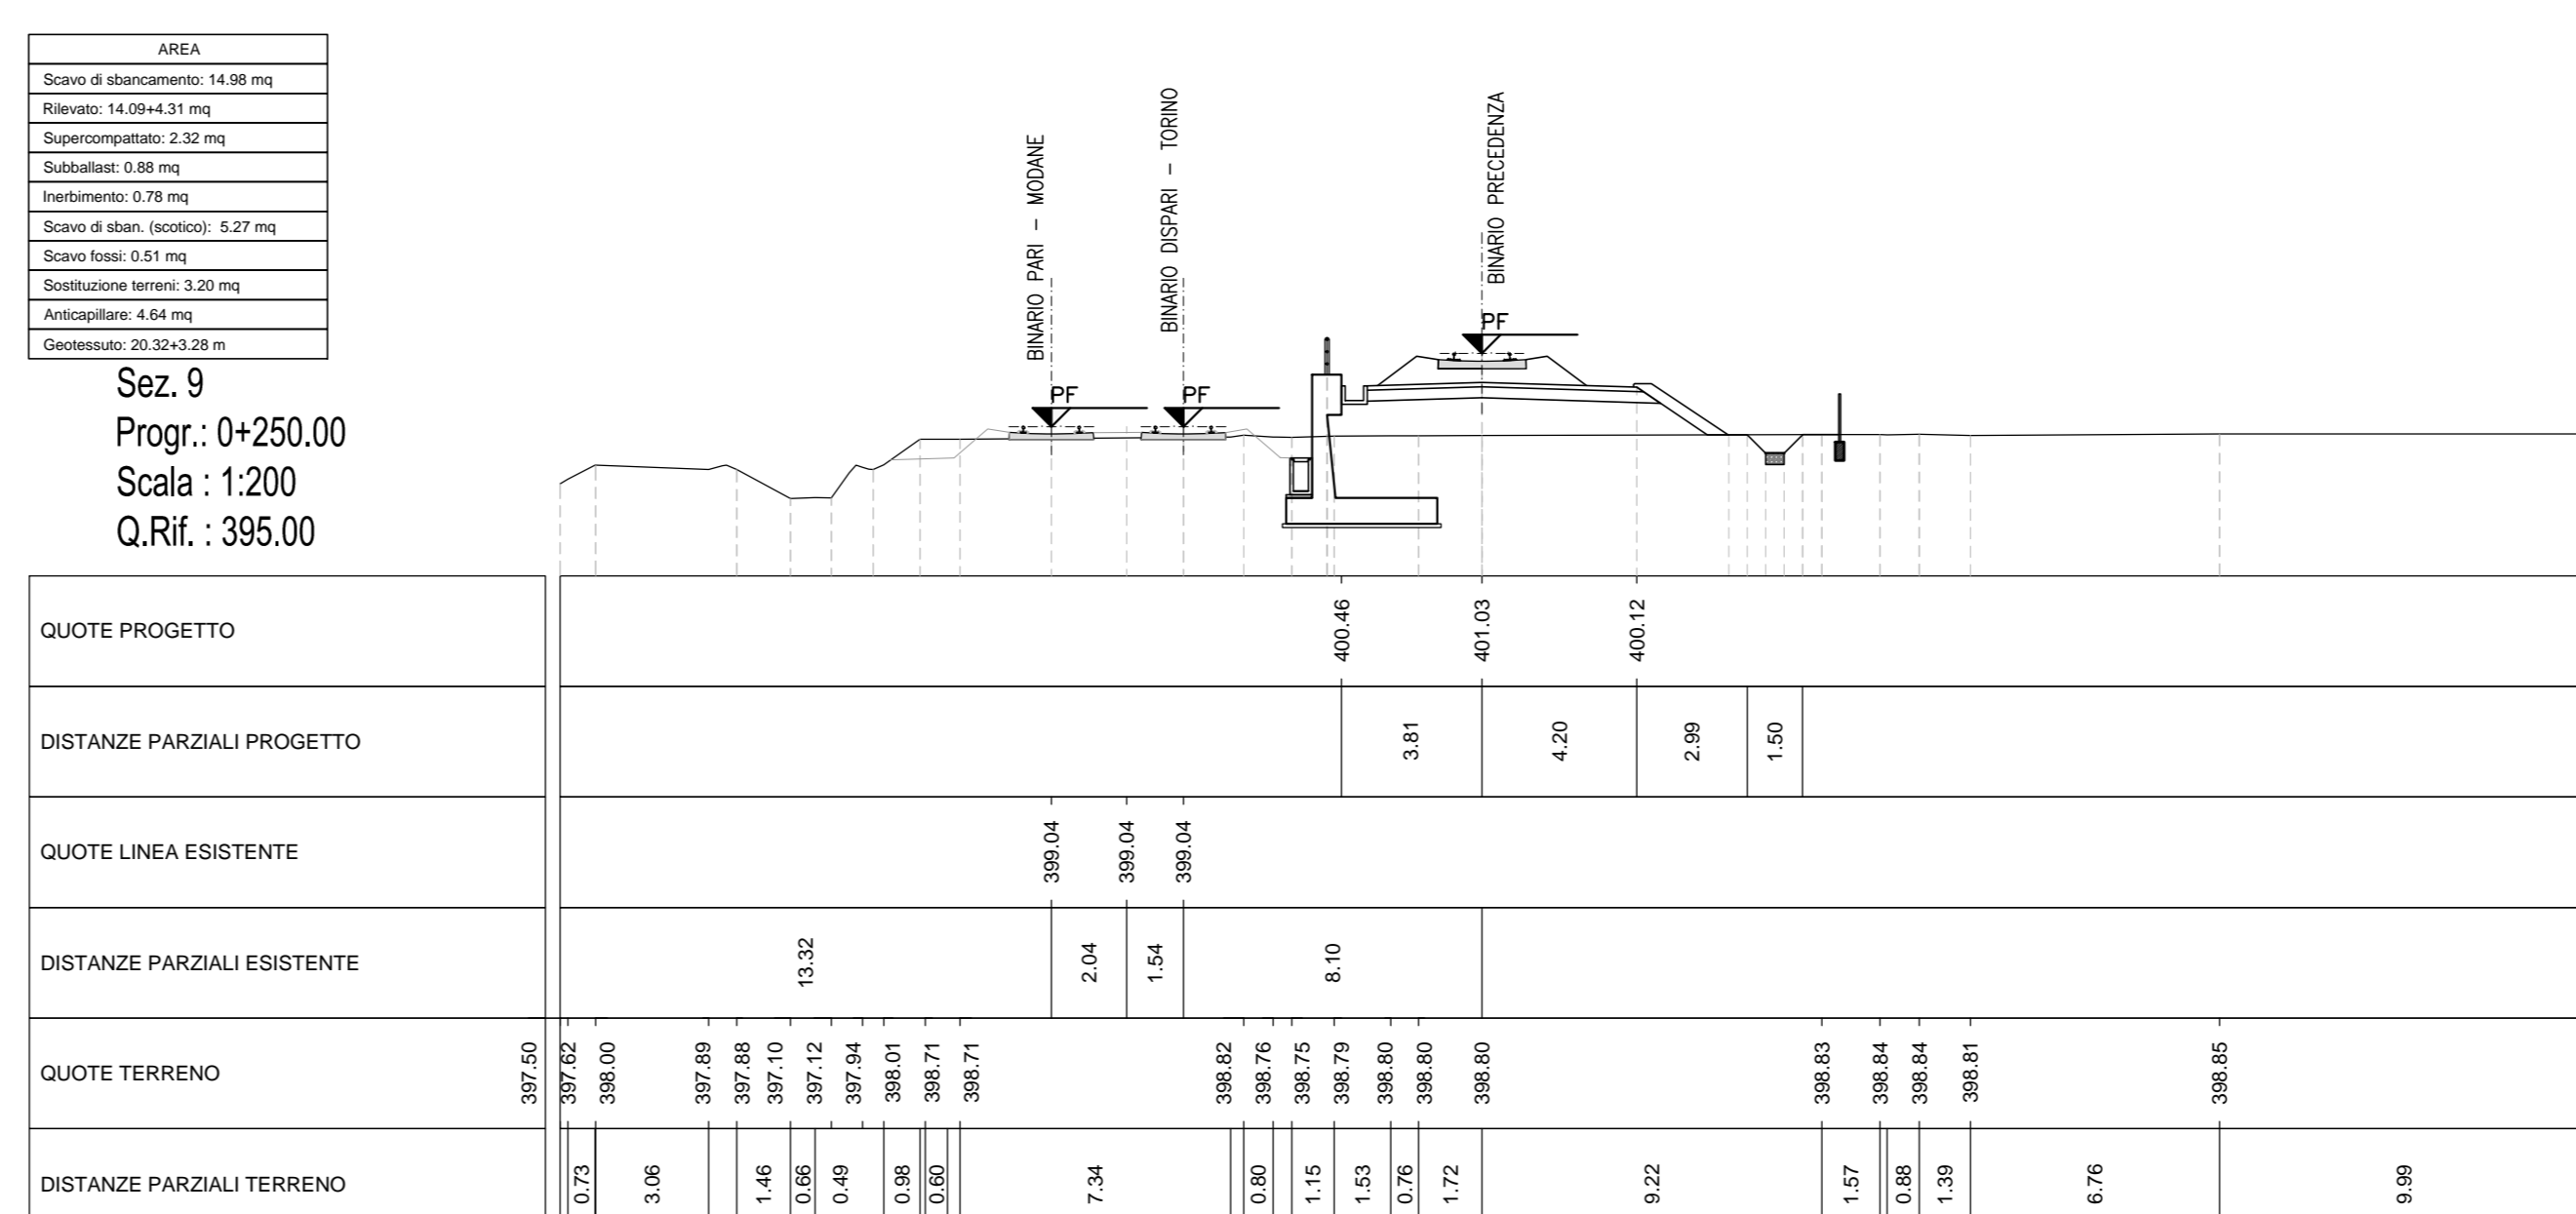 AREA
Scavo di sbancamento: 14.98 mq
Rilevato: 14.09+4.31 mq
Supercompattato: 2.32 mq
Subballast: 0.88 mq
Inerbimento: 0.78 mq
Scavo di sban. (scotico): 5.27 mq
Scavo fossi: 0.51 mq
Sostituzione terreni: 3.20 mq
Anticapillare: 4.64 mq
Geotessuto: 20.32+3.28 m
Sez. 9
Progr.: 0+250.00
Scala : 1:200
Q.Rif. : 395.00
BINARIO PARI - MODANE
BINARIO DISPARI - TORINO
BINARIO PRECEDENZA
PF
PF
PF
QUOTE PROGETTO
400.46
401.03
400.12
DISTANZE PARZIALI PROGETTO
3.81
4.20
2.99
1.50
QUOTE LINEA ESISTENTE
399.04
399.04
399.04
DISTANZE PARZIALI ESISTENTE
13.32
2.04
1.54
8.10
QUOTE TERRENO
397.50
397.62
398.00
397.89
397.88
397.10
397.12
397.94
398.01
398.71
398.71
398.82
398.76
398.75
398.79
398.80
398.80
398.80
398.83
398.84
398.84
398.81
398.85
DISTANZE PARZIALI TERRENO
0.73
3.06
1.46
0.66
0.49
0.98
0.60
7.34
0.80
1.15
1.53
0.76
1.72
9.22
1.57
0.88
1.39
6.76
9.99